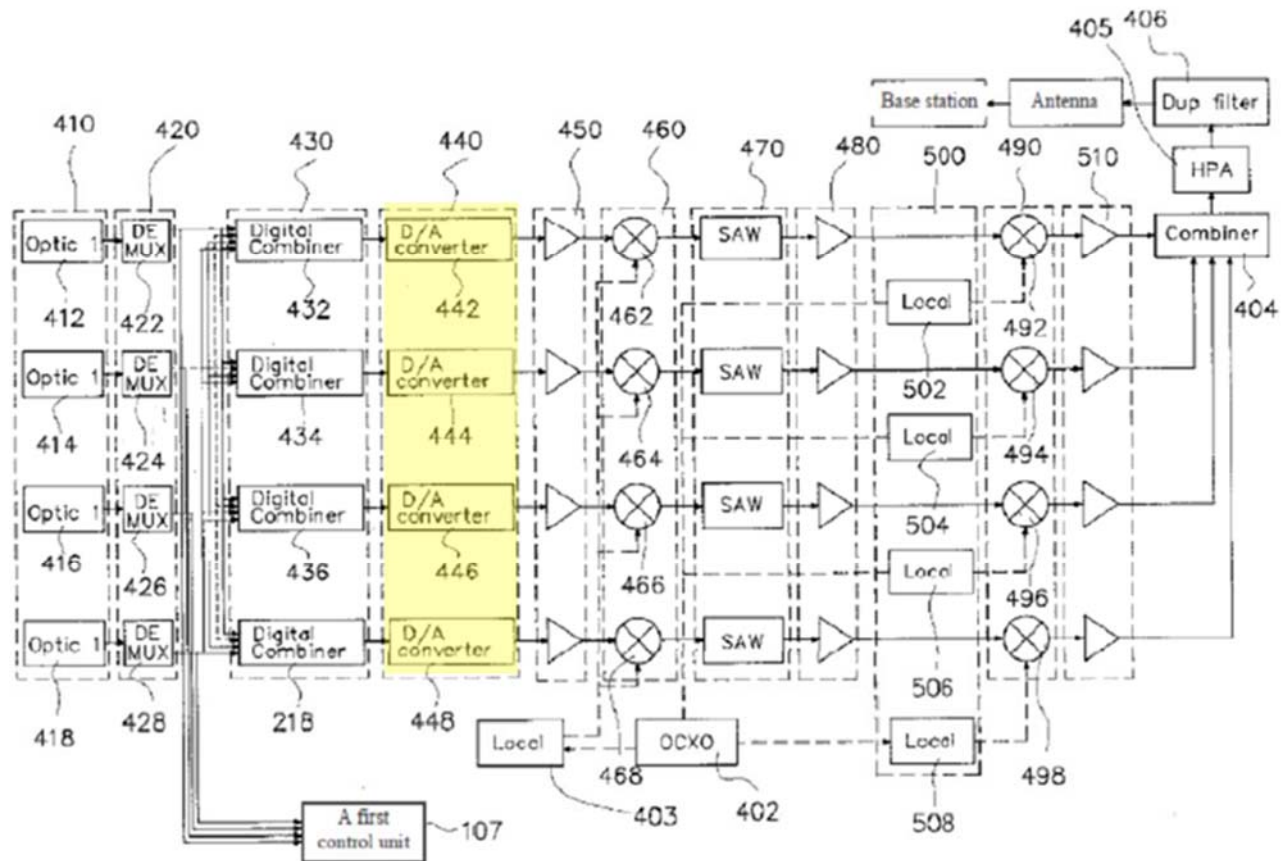 406
405
Base station
Antenna
Dup filter
410
420
430
440
450
460
470
480
500
490
510
HPA
Optic 1
DE
MUX
Digital
Combiner
D/A
converter
SAW
Combiner
412
422
432
442
462
Local
492
404
Optic 1
DE
MUX
Digital
Combiner
D/A
converter
SAW
502
414
424
434
444
464
Local
494
Optic 1
DE
MUX
Digital
Combiner
D/A
converter
SAW
504
416
426
436
446
466
Local
496
Optic 1
DE
MUX
Digital
Combiner
D/A
converter
SAW
506
418
428
218
448
Local
468
OCXO
Local
498
403
402
508
A first
control unit
107